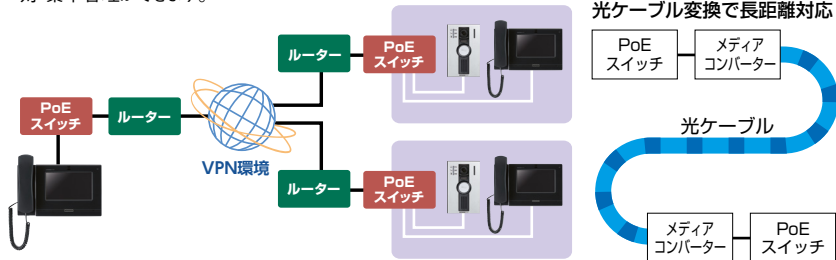 光ケーブル変換で長距離対応
ルーター
PoE
スイッチ
PoE
スイッチ
ルーター
VPN環境
ルーター
PoE
スイッチ
PoE
スイッチ
メディア
コンバーター
光ケーブル
メディア
コンバーター
PoE
スイッチ